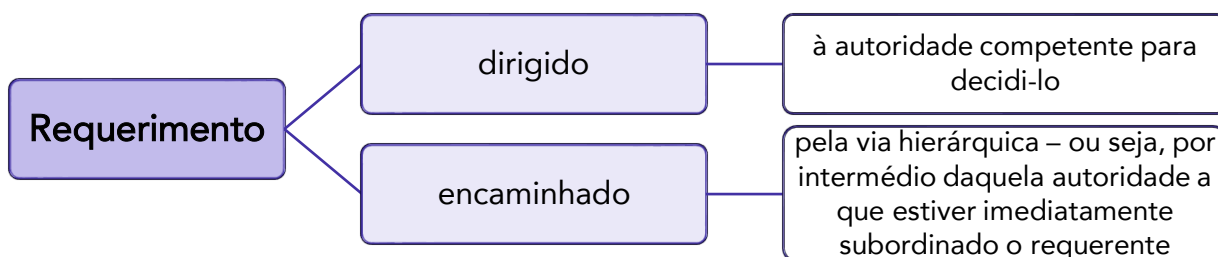 Requerimento
dirigido
à autoridade competente para
decidi-lo
encaminhado
pela via hierárquica – ou seja, por
intermédio daquela autoridade a
que estiver imediatamente
subordinado o requerente